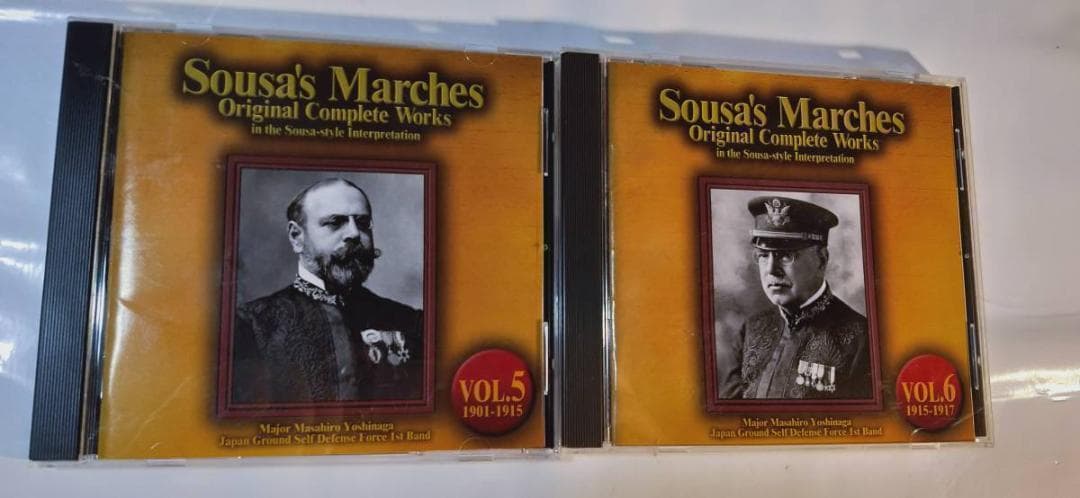 Sousa's Marches
Original Complete Works
in the Sousa-style Interpretation
VOL.5
1901-1915
Major Masahiro Yoshinaga
Japan Ground Self Defense Force 1st Band
Sousa's Marches
Original Complete Works
in the Sousa-style Interpretation
VOL.6
1915-1917
Major Masahiro Yoshinaga
Japan Ground Self Defense Force 1st Band